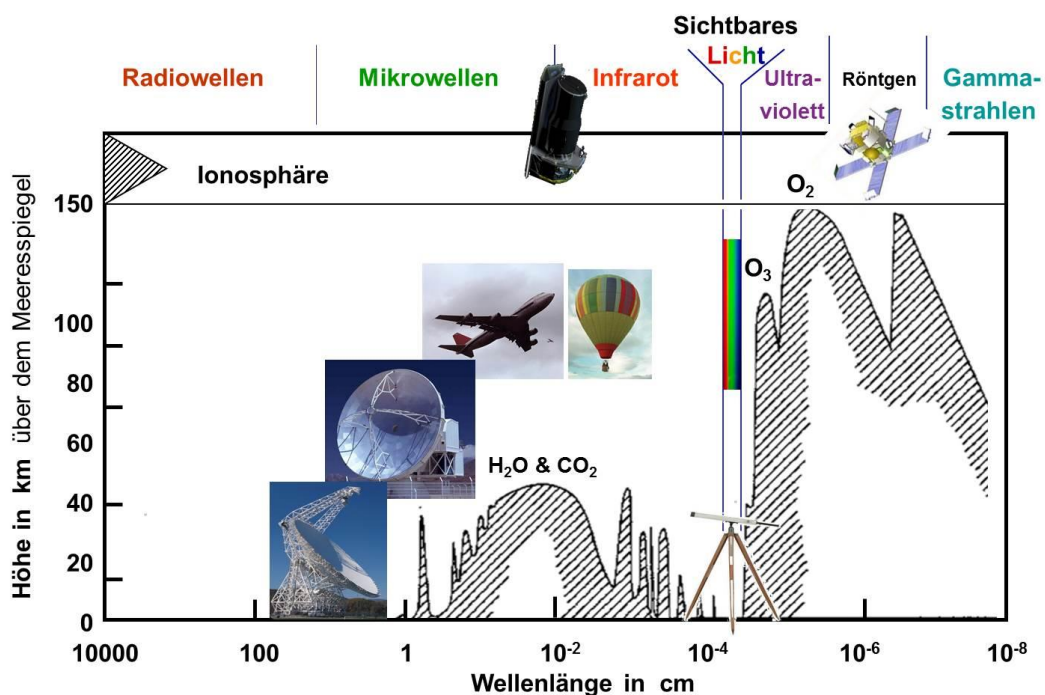 Sichtbares
Licht
Radiowellen
Mikrowellen
Infrarot
Ultra-
violett
Röntgen
Gamma-
strahlen
Ionosphäre
O₂
O₃
H₂O & CO₂
Höhe in km über dem Meeresspiegel
150
100
80
60
40
20
0
10000
100
1
10⁻²
10⁻⁴
10⁻⁶
10⁻⁸
Wellenlänge in cm